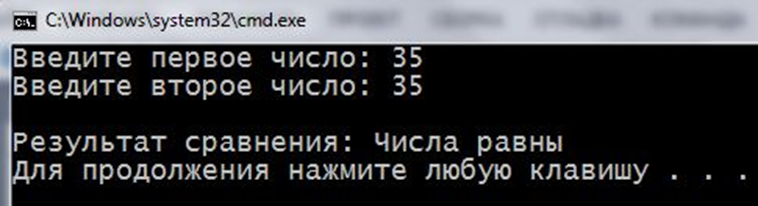 C:\Windows\system32\cmd.exe
Введите первое число: 35
Введите второе число: 35
Результат сравнения: Числа равны
Для продолжения нажмите любую клавишу . . .